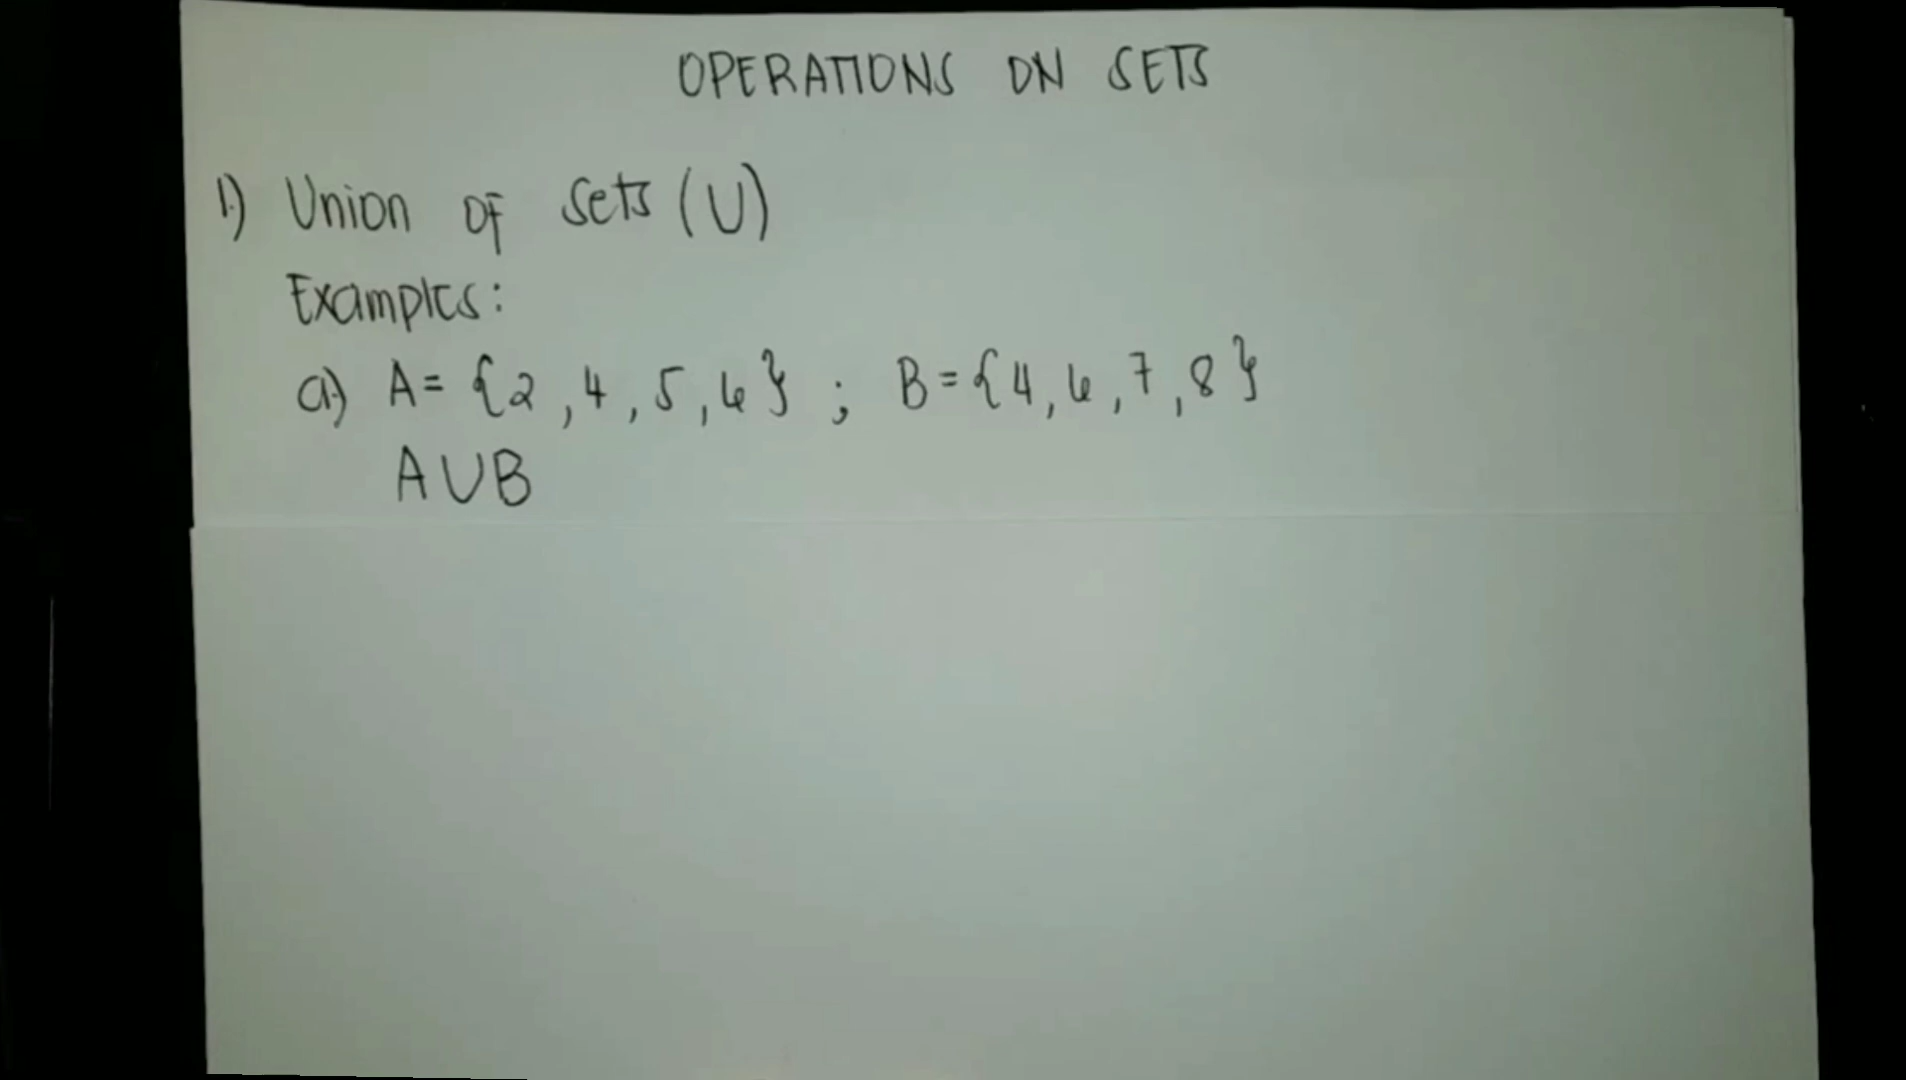 OPERATIONS ON SETS
1.) Union of Sets (U)
Examples:
a.) A= {2, 4, 5, 6} ; B= {4, 6, 7, 8}
A∪B